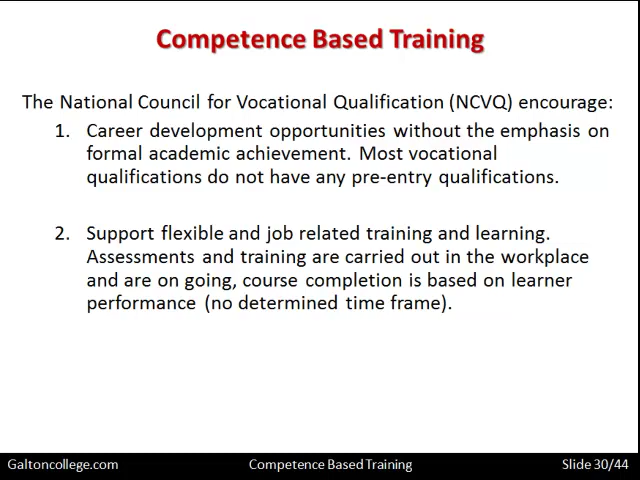 Competence Based Training
The National Council for Vocational Qualification (NCVQ) encourage:
1. Career development opportunities without the emphasis on
formal academic achievement. Most vocational
qualifications do not have any pre-entry qualifications.
2. Support flexible and job related training and learning.
Assessments and training are carried out in the workplace
and are on going, course completion is based on learner
performance (no determined time frame).
Galtoncollege.com Competence Based Training Slide 30/44